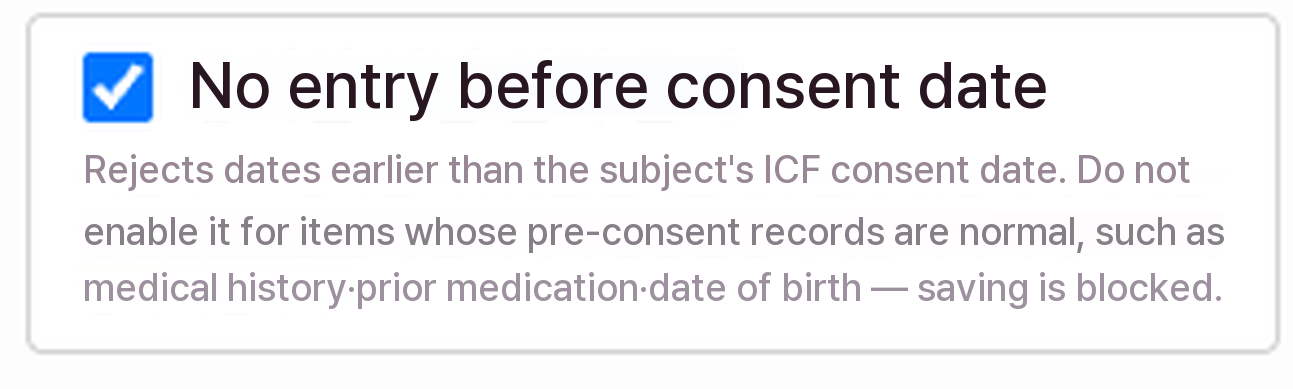 No entry before consent date
Rejects dates earlier than the subject's ICF consent date. Do not
enable it for items whose pre-consent records are normal, such as
medical history·prior medication·date of birth — saving is blocked.